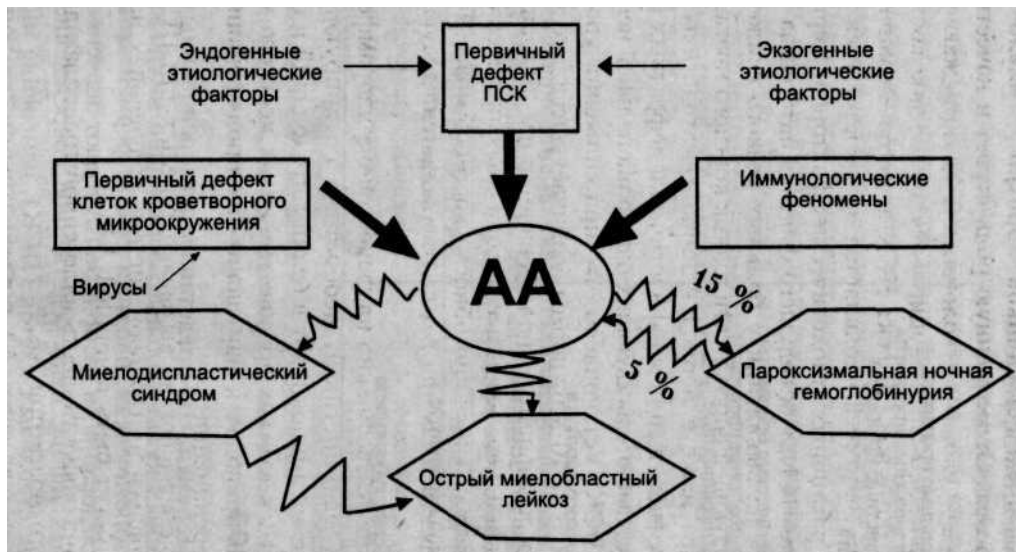 Эндогенные
этиологические
факторы
Первичный
дефект
ПСК
Экзогенные
этиологические
факторы
Первичный дефект
клеток кроветворного
микроокружения
Иммунологические
феномены
Вирусы
АА
15 %
5 %
Миелодиспластический
синдром
Пароксизмальная ночная
гемоглобинурия
Острый миелобластный
лейкоз